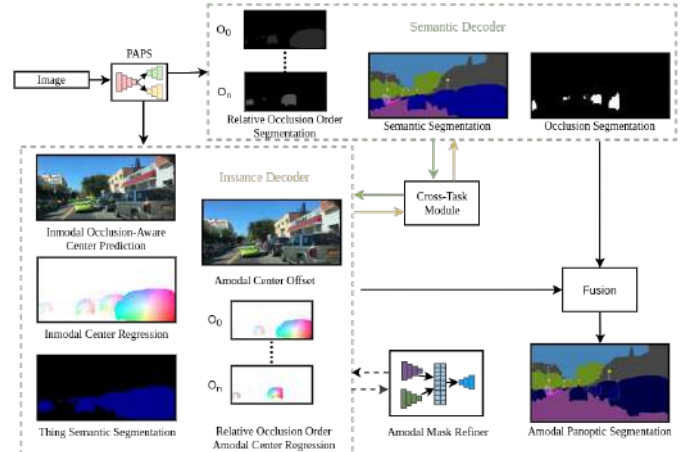 Semantic Decoder
PAPS
Image
O0
On
Relative Occlusion Order
Segmentation
Semantic Segmentation
Occlusion Segmentation
Instance Decoder
Cross-Task
Module
Inmodal Occlusion-Aware
Center Prediction
Amodal Center Offset
Fusion
Inmodal Center Regression
O0
On
Thing Semantic Segmentation
Relative Occlusion Order
Amodal Center Regression
Amodal Mask Refiner
Amodal Panoptic Segmentation